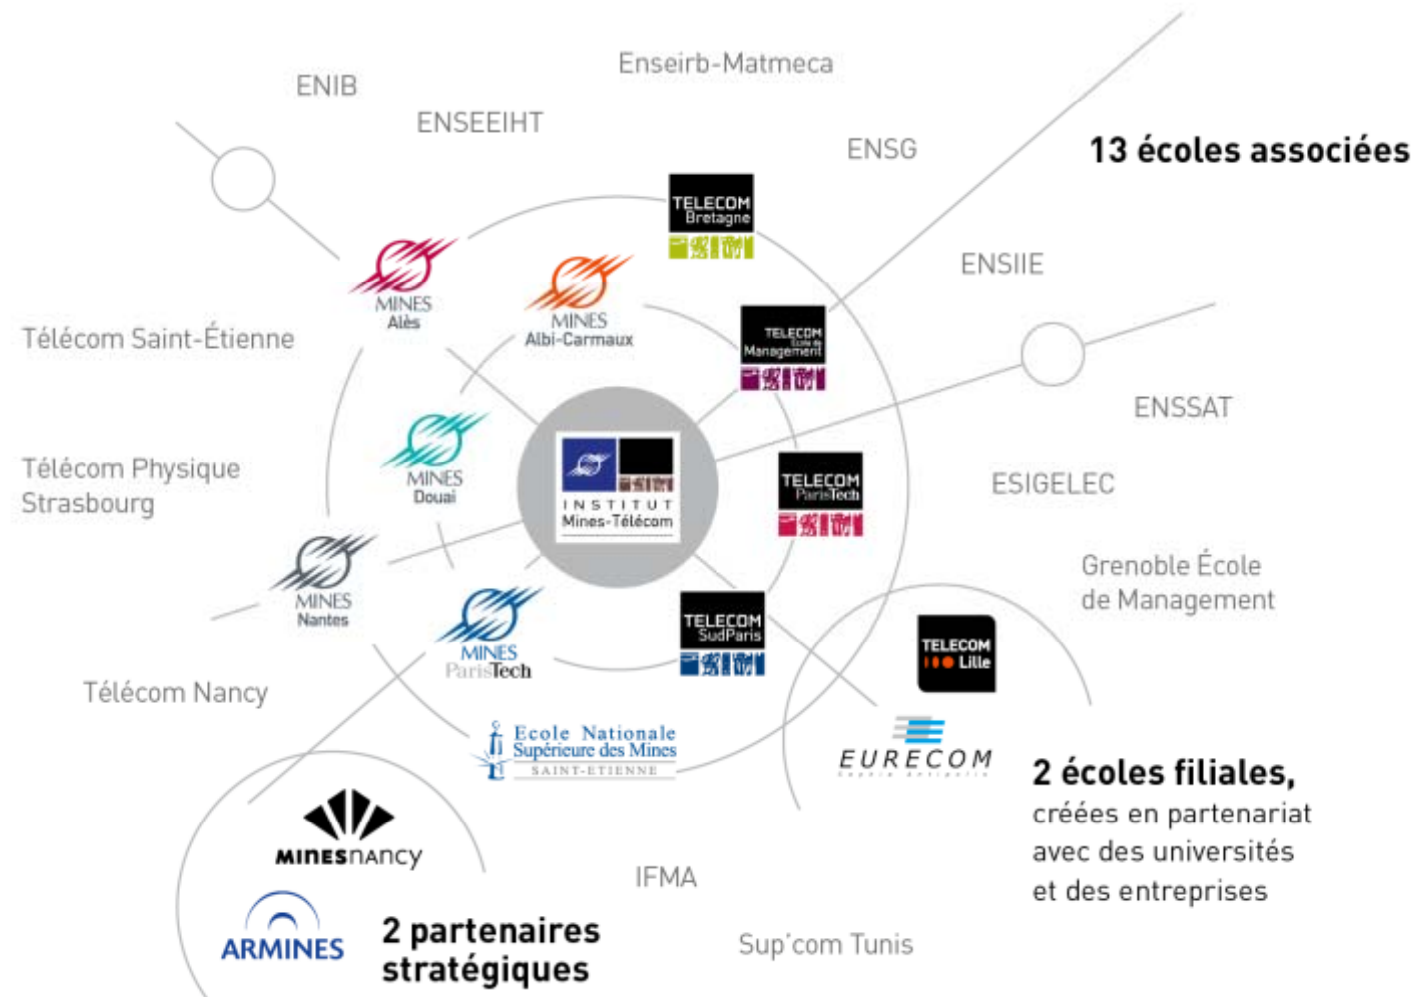 Enseirb-Matmeca
ENIB
ENSEEIHT
ENSG
13 écoles associées
TELECOM
Bretagne
ENSIIE
MINES
Alès
MINES
Albi-Carmaux
TELECOM
École de
Management
Télécom Saint-Étienne
ENSSAT
Télécom Physique
Strasbourg
MINES
Douai
INSTITUT
Mines-Télécom
TELECOM
ParisTech
ESIGELEC
Grenoble École
de Management
MINES
Nantes
MINES
ParisTech
TELECOM
SudParis
TELECOM
Lille
Télécom Nancy
Ecole Nationale
Supérieure des Mines
SAINT-ETIENNE
EURECOM
Sophia Antipolis
2 écoles filiales,
créées en partenariat
avec des universités
et des entreprises
MINESNANCY
ARMINES
2 partenaires
stratégiques
IFMA
Sup'com Tunis